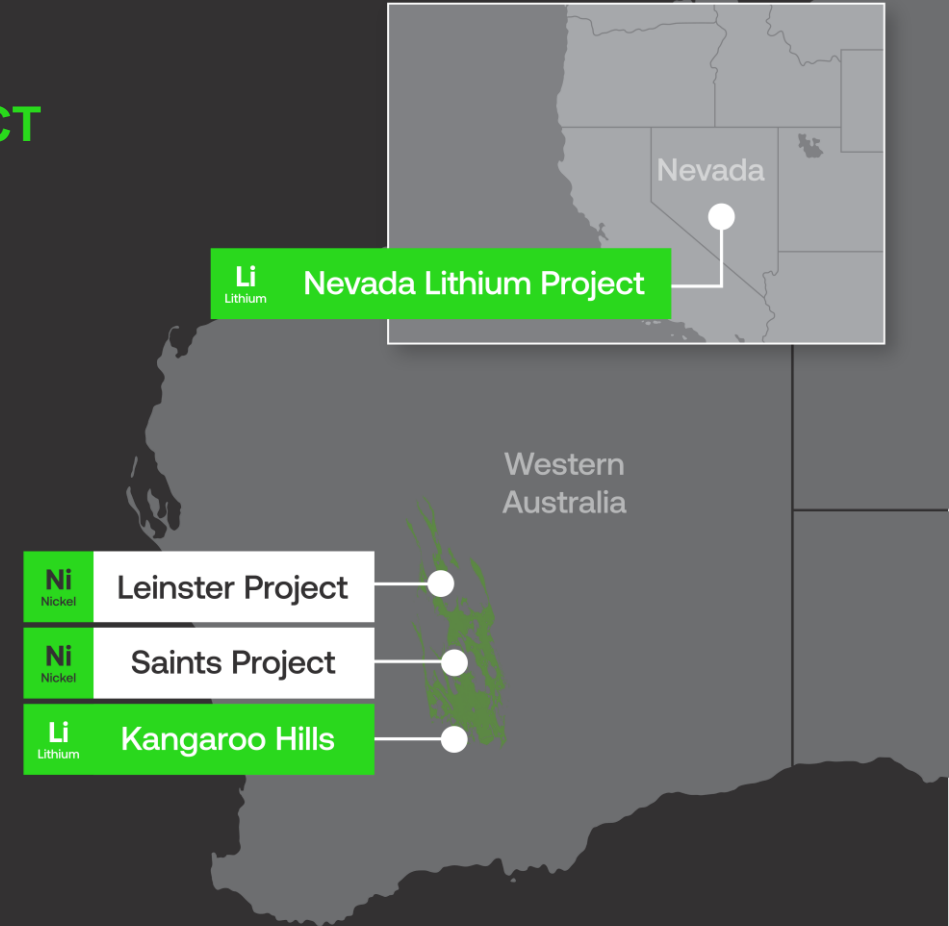 CT
Nevada
Li
Lithium
Nevada Lithium Project
Western
Australia
Ni
Nickel
Leinster Project
Ni
Nickel
Saints Project
Li
Lithium
Kangaroo Hills